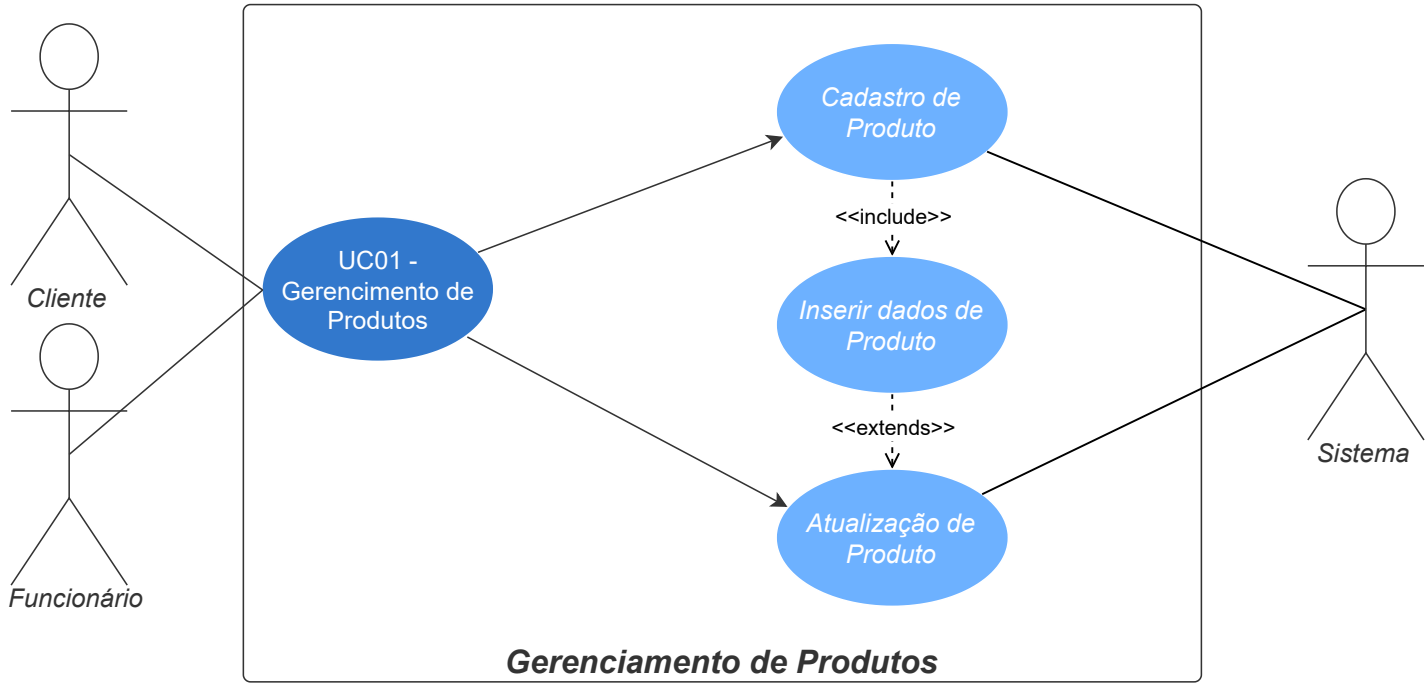 Cliente
Funcionário
UC01 -
Gerencimento de
Produtos
Cadastro de
Produto
<<include>>
Inserir dados de
Produto
<<extends>>
Atualização de
Produto
Sistema
Gerenciamento de Produtos